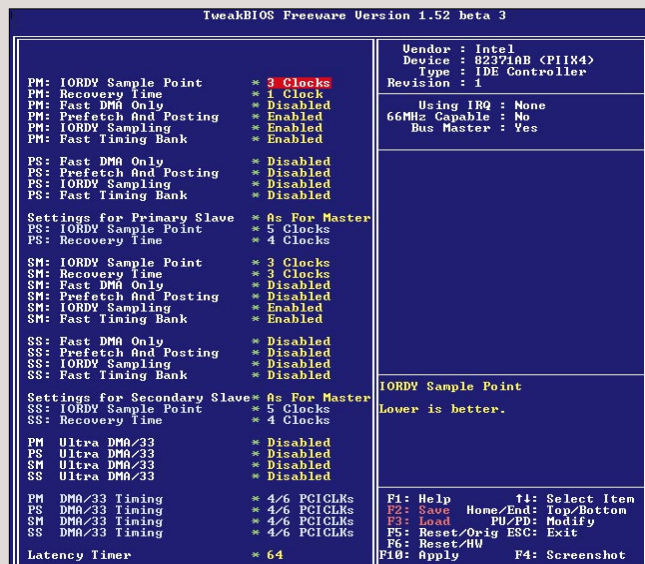 TweakBIOS Freeware Version 1.52 beta 3
PM: IORDY Sample Point * 3 Clocks
PM: Recovery Time * 1 Clock
PM: Fast DMA Only * Disabled
PM: Prefetch And Posting * Enabled
PM: IORDY Sampling * Enabled
PM: Fast Timing Bank * Enabled
PS: Fast DMA Only * Disabled
PS: Prefetch And Posting * Disabled
PS: IORDY Sampling * Disabled
PS: Fast Timing Bank * Disabled
Settings for Primary Slave * As For Master
PS: IORDY Sample Point * 5 Clocks
PS: Recovery Time * 4 Clocks
SM: IORDY Sample Point * 3 Clocks
SM: Recovery Time * 3 Clocks
SM: Fast DMA Only * Disabled
SM: Prefetch And Posting * Disabled
SM: IORDY Sampling * Enabled
SM: Fast Timing Bank * Enabled
SS: Fast DMA Only * Disabled
SS: Prefetch And Posting * Disabled
SS: IORDY Sampling * Disabled
SS: Fast Timing Bank * Disabled
Settings for Secondary Slave* As For Master
SS: IORDY Sample Point * 5 Clocks
SS: Recovery Time * 4 Clocks
PM Ultra DMA/33 * Disabled
PS Ultra DMA/33 * Disabled
SM Ultra DMA/33 * Disabled
SS Ultra DMA/33 * Disabled
PM DMA/33 Timing * 4/6 PCICLKs
PS DMA/33 Timing * 4/6 PCICLKs
SM DMA/33 Timing * 4/6 PCICLKs
SS DMA/33 Timing * 4/6 PCICLKs
Latency Timer * 64
Vendor : Intel
Device : 82371AB (PIIX4)
Type : IDE Controller
Revision : 1
Using IRQ : None
66MHz Capable : No
Bus Master : Yes
IORDY Sample Point
Lower is better.
F1: Help ↑↓: Select Item
F2: Save Home/End: Top/Bottom
F3: Load PU/PD: Modify
F5: Reset/Orig ESC: Exit
F6: Reset/HW
F10: Apply F4: Screenshot